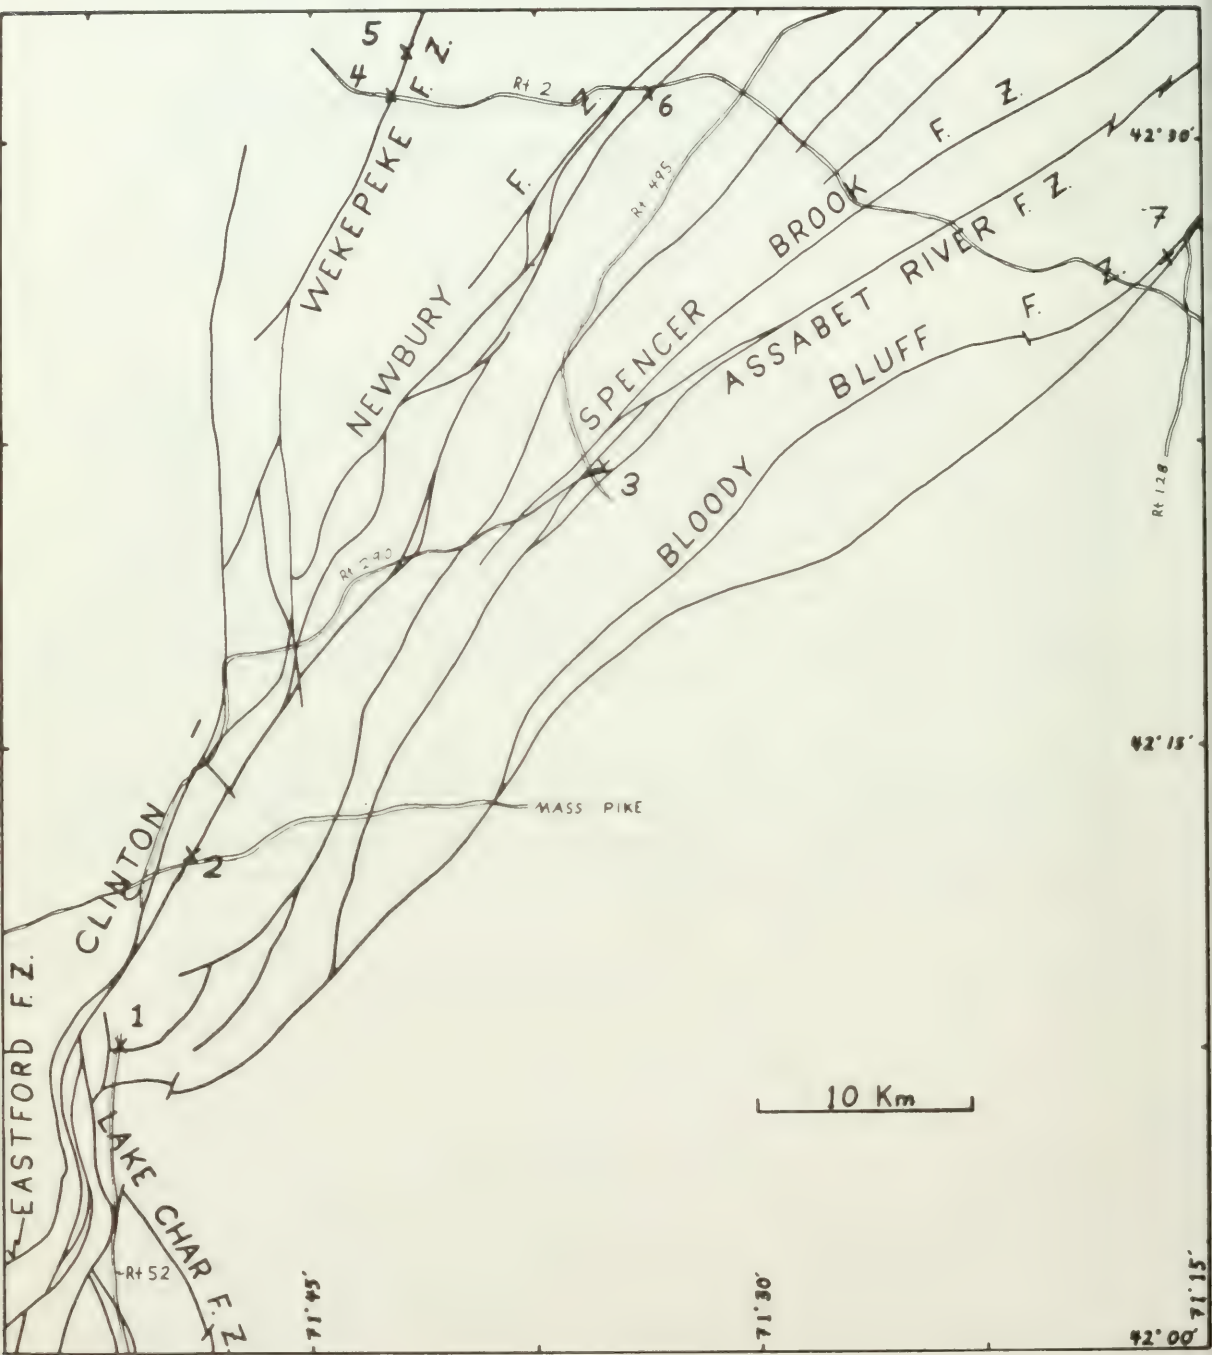 5
4
Rt 2
6
42° 30'
WEKEPEKE F. Z.
Rt 495
7
NEWBURY F. Z.
SPENCER BROOK F. Z.
ASSABET RIVER F. Z.
BLOODY BLUFF F. Z.
3
Rt 128
Rt 290
42° 15'
MASS PIKE
CLINTON
2
EASTFORD F. Z.
1
10 Km
LAKE CHAR F. Z.
Rt 52
71° 45'
71° 30'
71° 15'
42° 00'